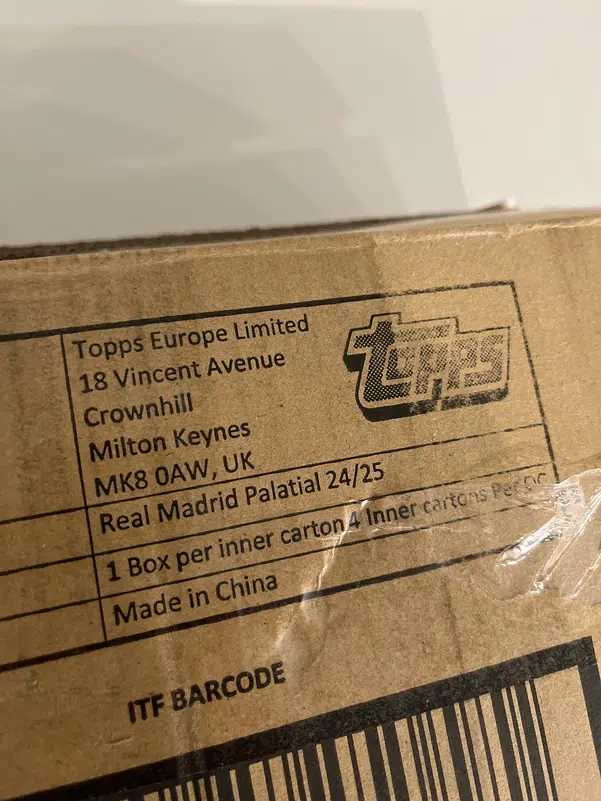 Topps Europe Limited
topps
18 Vincent Avenue
Crownhill
Milton Keynes
MK8 0AW, UK
Real Madrid Palatial 24/25
1 Box per inner carton 4 Inner cartons Per OC
Made in China
ITF BARCODE